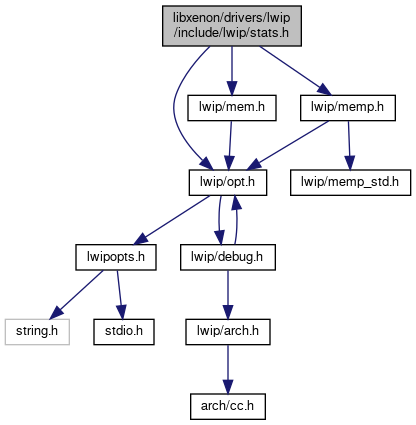 libxenon/drivers/lwip
/include/lwip/stats.h
lwip/mem.h
lwip/memp.h
lwip/opt.h
lwip/memp_std.h
lwipopts.h
lwip/debug.h
string.h
stdio.h
lwip/arch.h
arch/cc.h